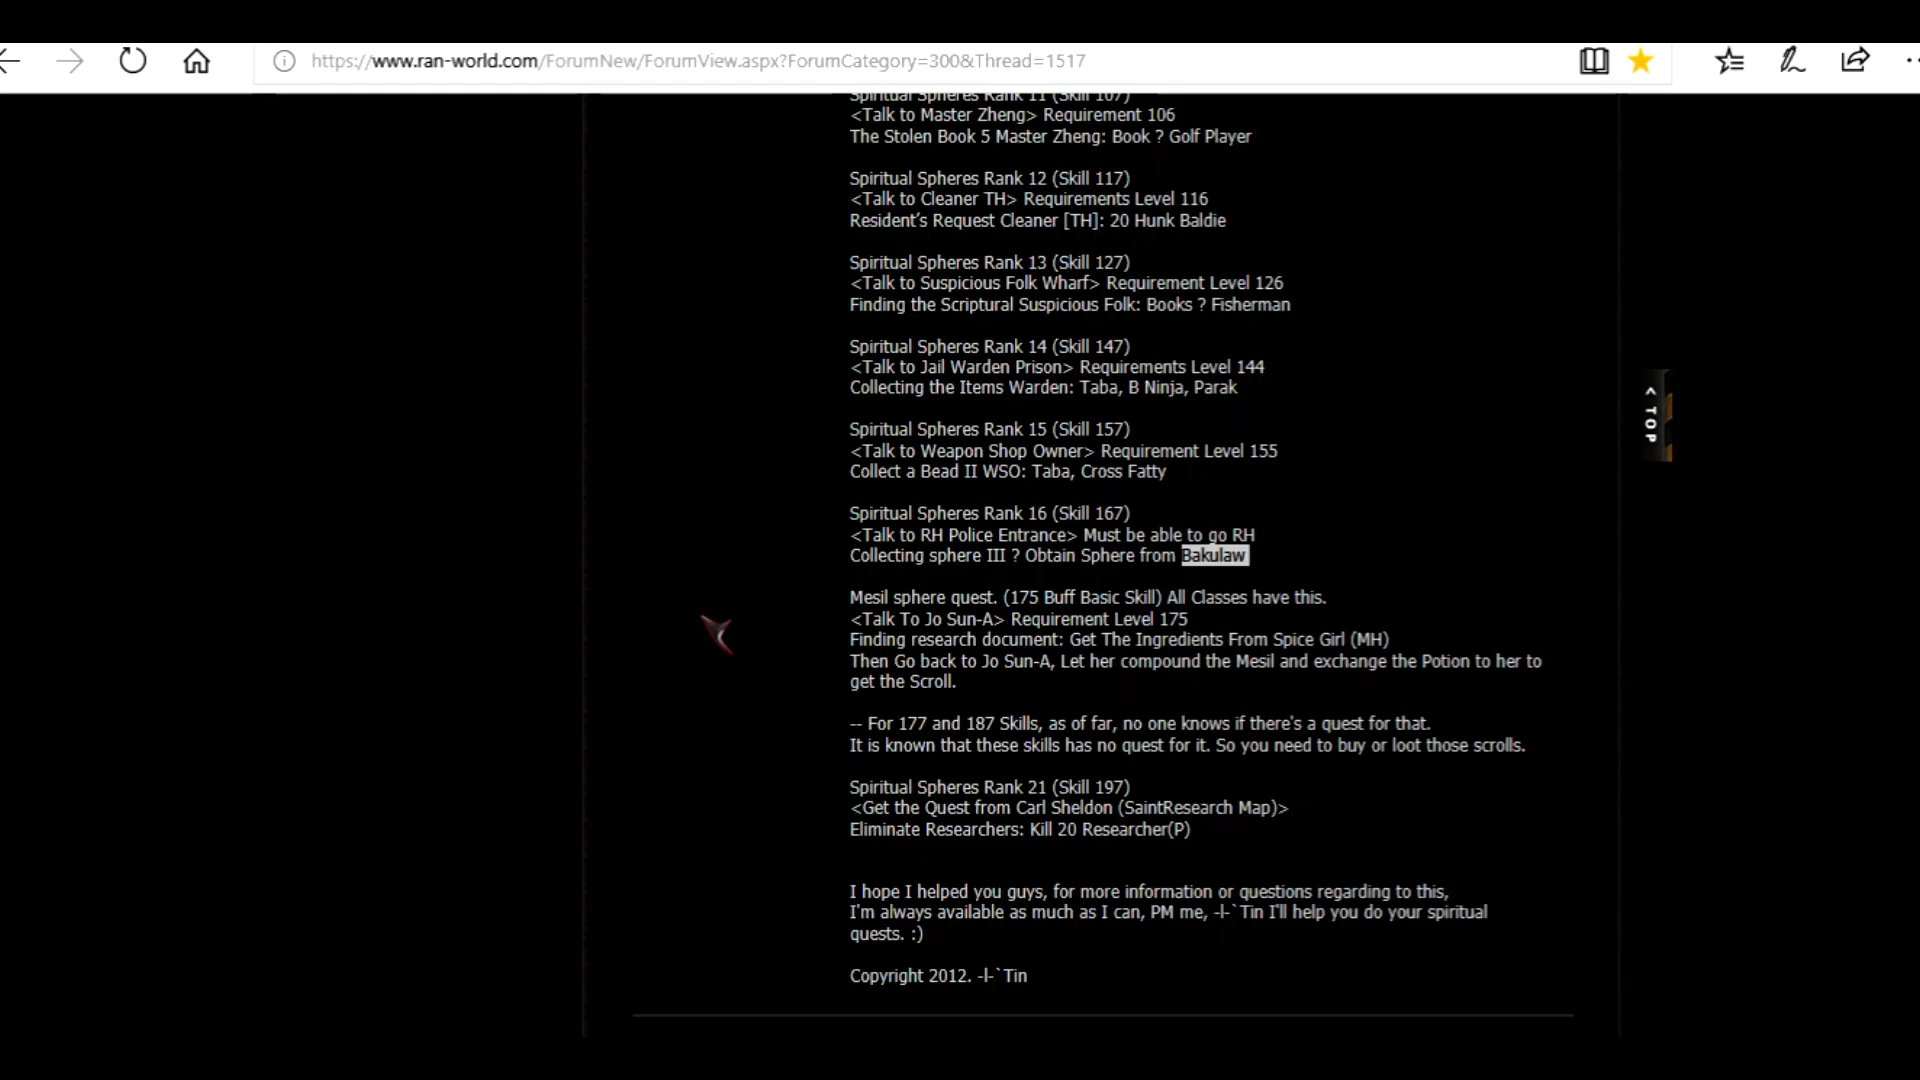 https://www.ran-world.com/ForumNew/ForumView.aspx?ForumCategory=300&Thread=1517
Spiritual Spheres Rank 11 (Skill 107)
<Talk to Master Zheng> Requirement 106
The Stolen Book 5 Master Zheng: Book ? Golf Player
Spiritual Spheres Rank 12 (Skill 117)
<Talk to Cleaner TH> Requirements Level 116
Resident's Request Cleaner [TH]: 20 Hunk Baldie
Spiritual Spheres Rank 13 (Skill 127)
<Talk to Suspicious Folk Wharf> Requirement Level 126
Finding the Scriptural Suspicious Folk: Books ? Fisherman
Spiritual Spheres Rank 14 (Skill 147)
<Talk to Jail Warden Prison> Requirements Level 144
Collecting the Items Warden: Taba, B Ninja, Parak
< TOP
Spiritual Spheres Rank 15 (Skill 157)
<Talk to Weapon Shop Owner> Requirement Level 155
Collect a Bead II WSO: Taba, Cross Fatty
Spiritual Spheres Rank 16 (Skill 167)
<Talk to RH Police Entrance> Must be able to go RH
Collecting sphere III ? Obtain Sphere from Bakulaw
Mesil sphere quest. (175 Buff Basic Skill) All Classes have this.
<Talk To Jo Sun-A> Requirement Level 175
Finding research document: Get The Ingredients From Spice Girl (MH)
Then Go back to Jo Sun-A, Let her compound the Mesil and exchange the Potion to her to
get the Scroll.
-- For 177 and 187 Skills, as of far, no one knows if there's a quest for that.
It is known that these skills has no quest for it. So you need to buy or loot those scrolls.
Spiritual Spheres Rank 21 (Skill 197)
<Get the Quest from Carl Sheldon (SaintResearch Map)>
Eliminate Researchers: Kill 20 Researcher(P)
I hope I helped you guys, for more information or questions regarding to this,
I'm always available as much as I can, PM me, -l-`Tin I'll help you do your spiritual
quests. :)
Copyright 2012. -l-`Tin